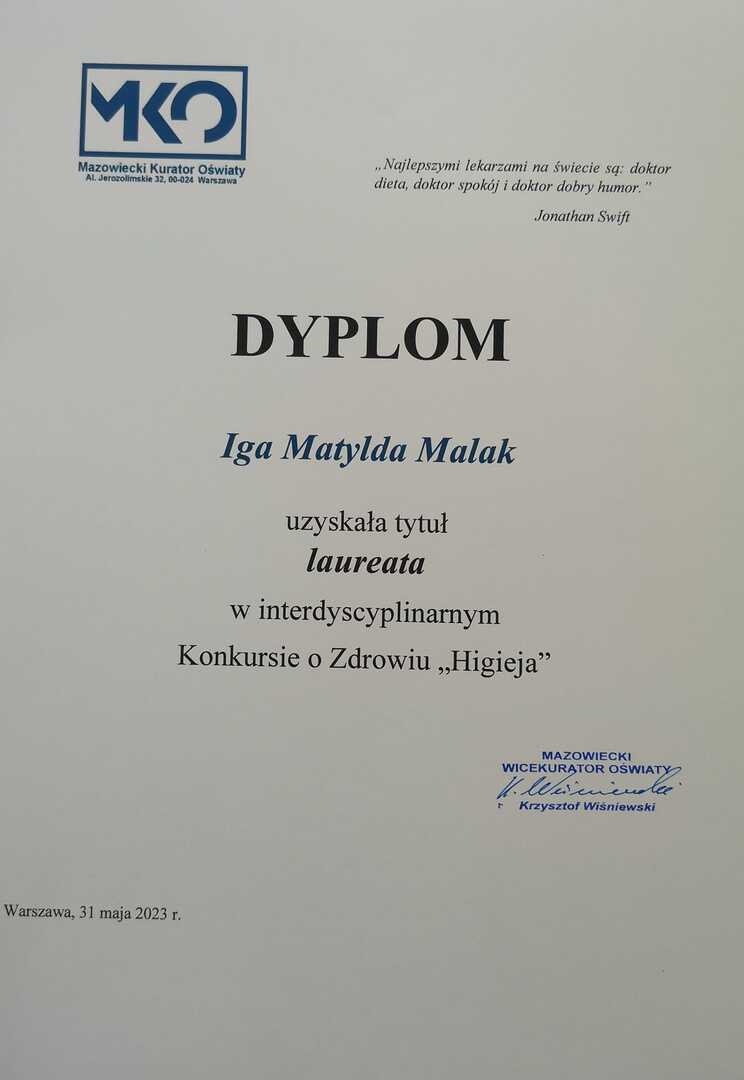 MKO
Mazowiecki Kurator Oświaty
Al. Jerozolimskie 32, 00-024 Warszawa
„Najlepszymi lekarzami na świecie są: doktor
dieta, doktor spokój i doktor dobry humor.”
Jonathan Swift
DYPLOM
Iga Matylda Malak
uzyskała tytuł
laureata
w interdyscyplinarnym
Konkursie o Zdrowiu „Higieja”
MAZOWIECKI
WICEKURATOR OŚWIATY
K. Wiśniewski
Krzysztof Wiśniewski
Warszawa, 31 maja 2023 r.